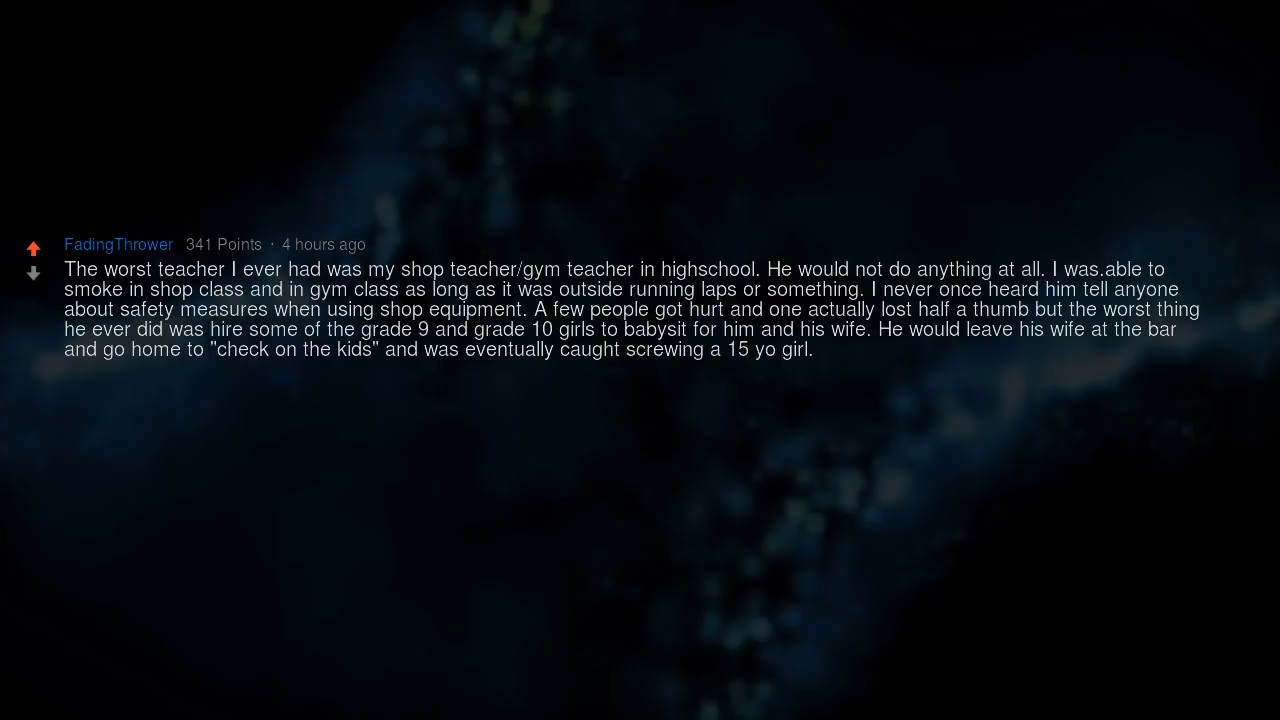 FadingThrower 341 Points · 4 hours ago
The worst teacher I ever had was my shop teacher/gym teacher in highschool. He would not do anything at all. I was.able to
smoke in shop class and in gym class as long as it was outside running laps or something. I never once heard him tell anyone
about safety measures when using shop equipment. A few people got hurt and one actually lost half a thumb but the worst thing
he ever did was hire some of the grade 9 and grade 10 girls to babysit for him and his wife. He would leave his wife at the bar
and go home to "check on the kids" and was eventually caught screwing a 15 yo girl.